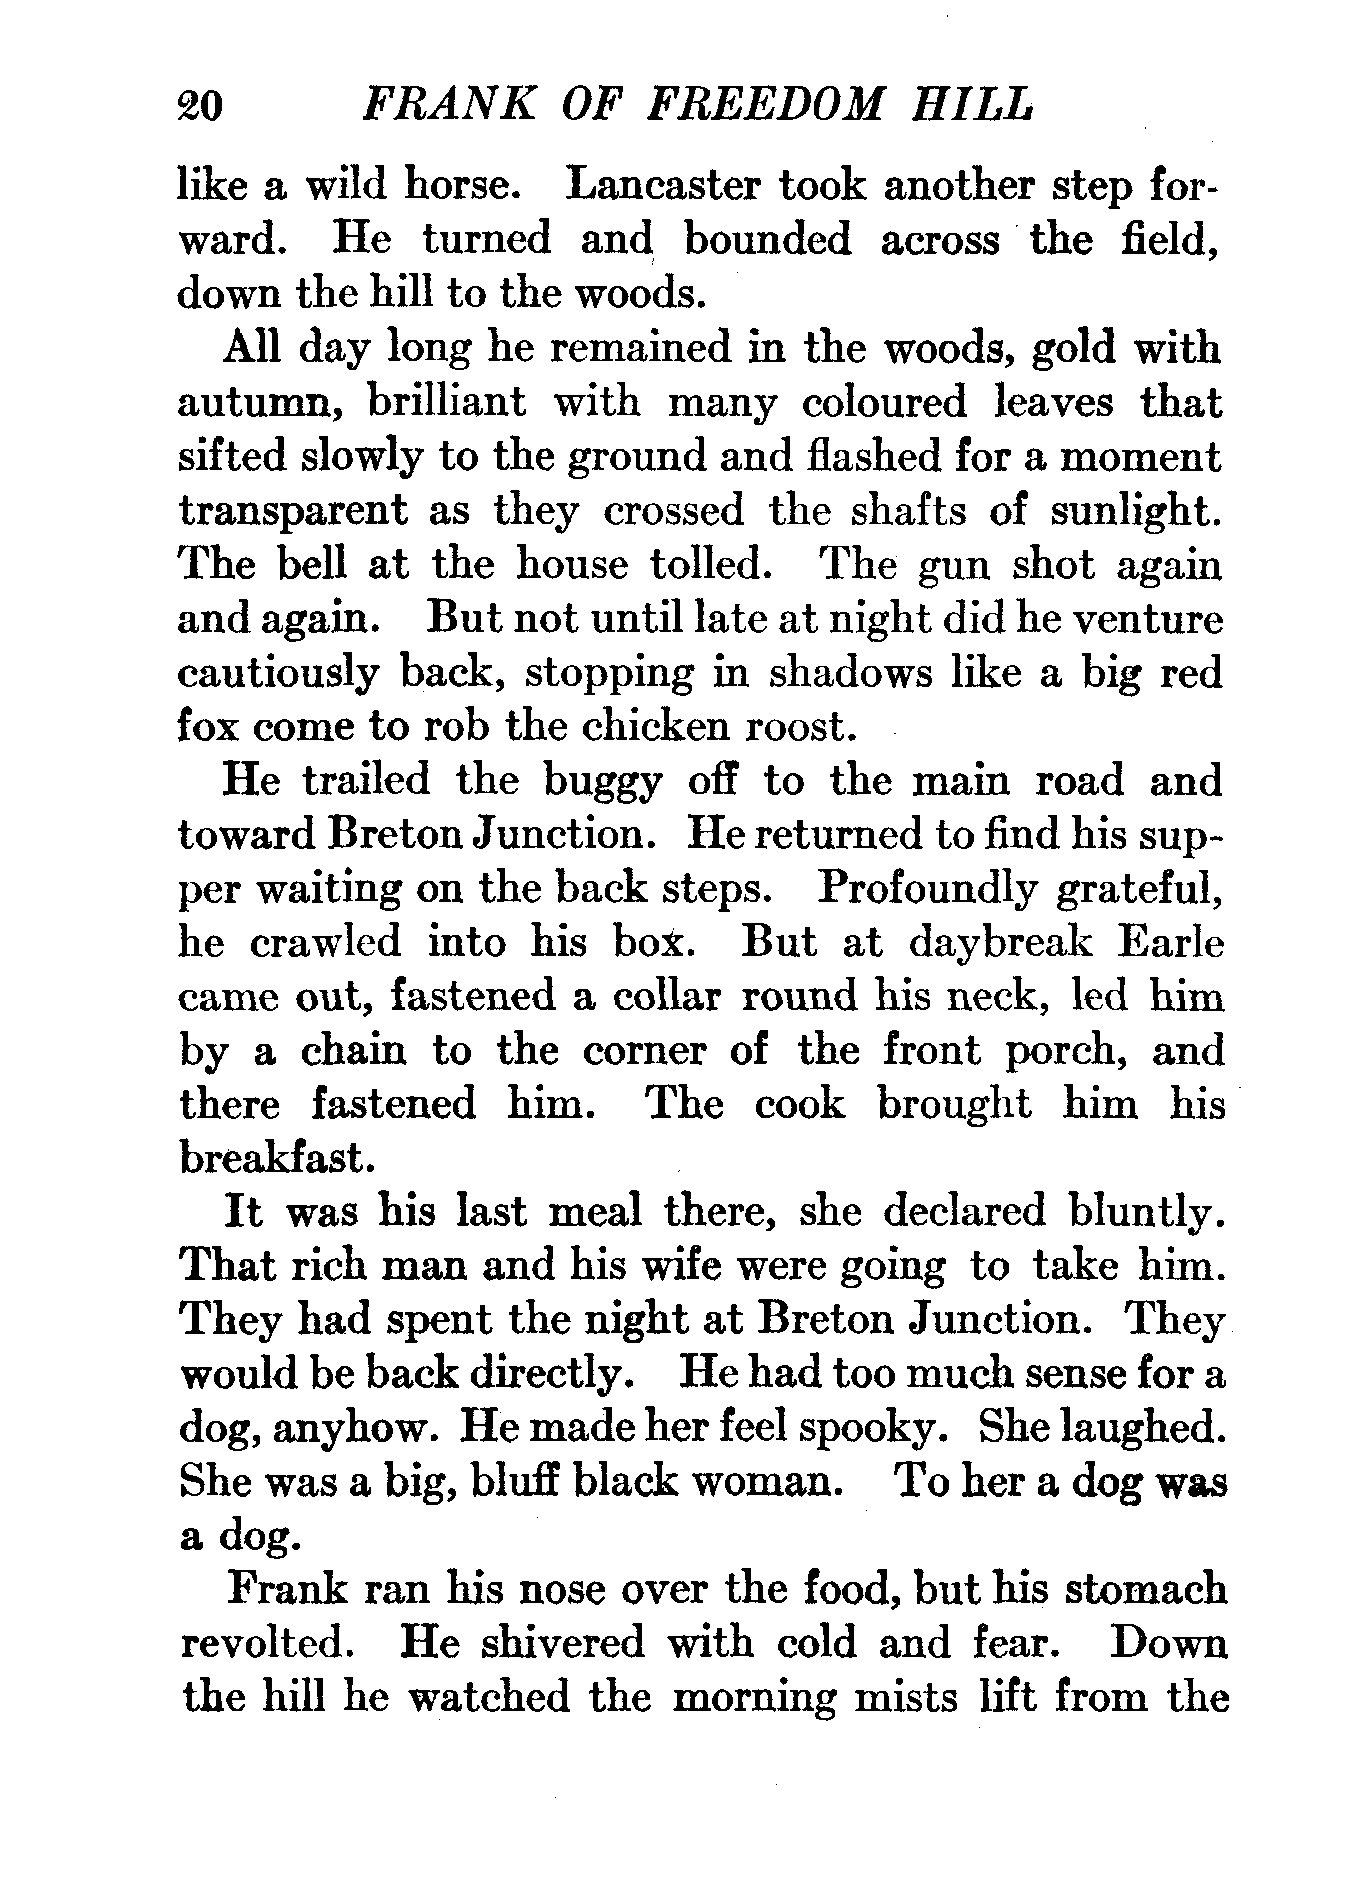 20 FRANK OF FREEDOM HILL
like a wild horse. Lancaster took another step for-
ward. He turned and bounded across the field,
down the hill to the woods.
All day long he remained in the woods, gold with
autumn, brilliant with many coloured leaves that
sifted slowly to the ground and flashed for a moment
transparent as they crossed the shafts of sunlight.
The bell at the house tolled. The gun shot again
and again. But not until late at night did he venture
cautiously back, stopping in shadows like a big red
fox come to rob the chicken roost.
He trailed the buggy off to the main road and
toward Breton Junction. He returned to find his sup-
per waiting on the back steps. Profoundly grateful,
he crawled into his box. But at daybreak Earle
came out, fastened a collar round his neck, led him
by a chain to the corner of the front porch, and
there fastened him. The cook brought him his
breakfast.
It was his last meal there, she declared bluntly.
That rich man and his wife were going to take him.
They had spent the night at Breton Junction. They
would be back directly. He had too much sense for a
dog, anyhow. He made her feel spooky. She laughed.
She was a big, bluff black woman. To her a dog was
a dog.
Frank ran his nose over the food, but his stomach
revolted. He shivered with cold and fear. Down
the hill he watched the morning mists lift from the